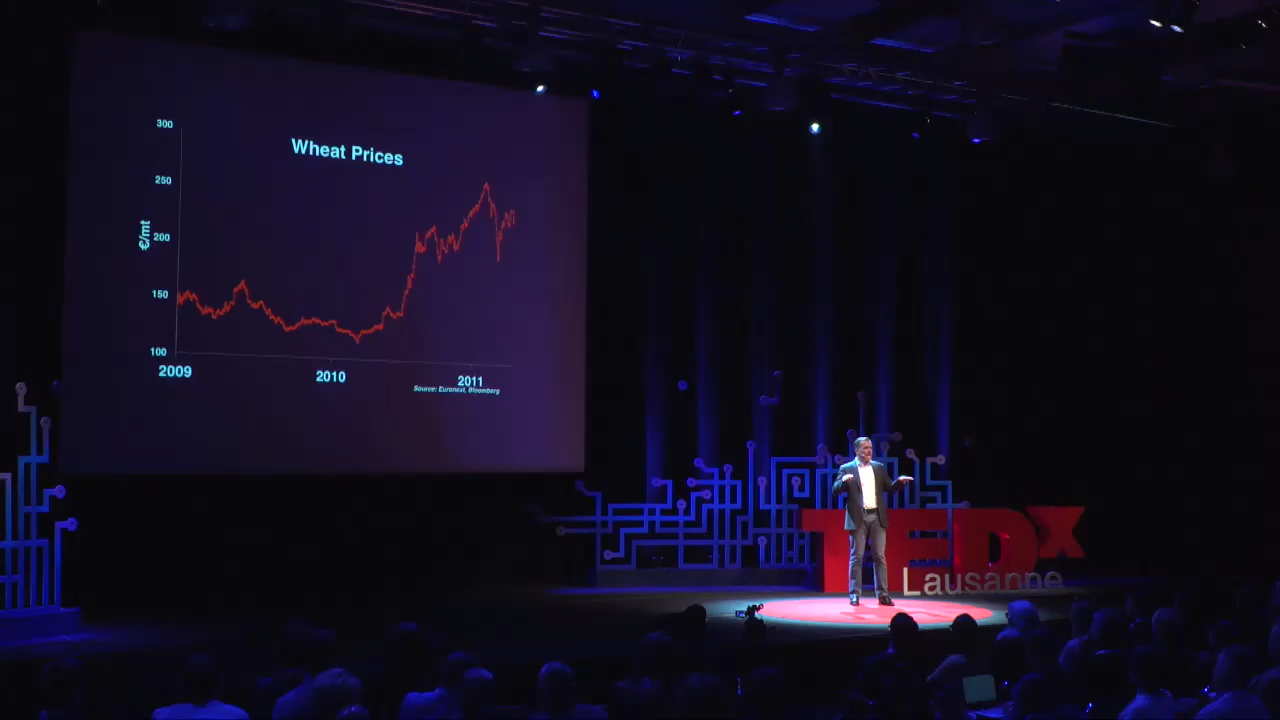 Wheat Prices
300
250
200
150
100
€/mt
2009
2010
2011
Source: Euronext, Bloomberg
TEDx
Lausanne